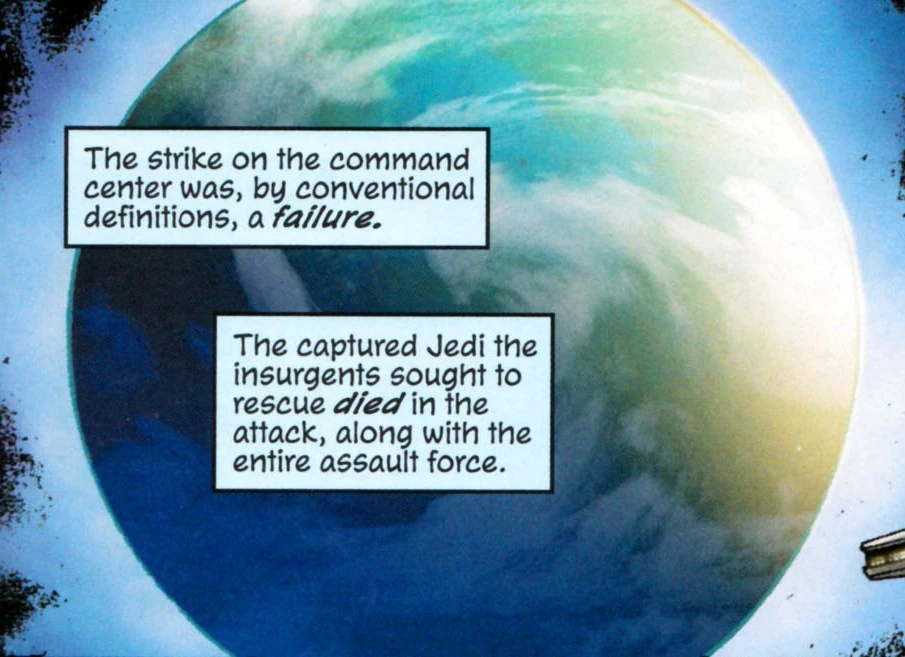 The strike on the command
center was, by conventional
definitions, a failure.
The captured Jedi the
insurgents sought to
rescue died in the
attack, along with the
entire assault force.